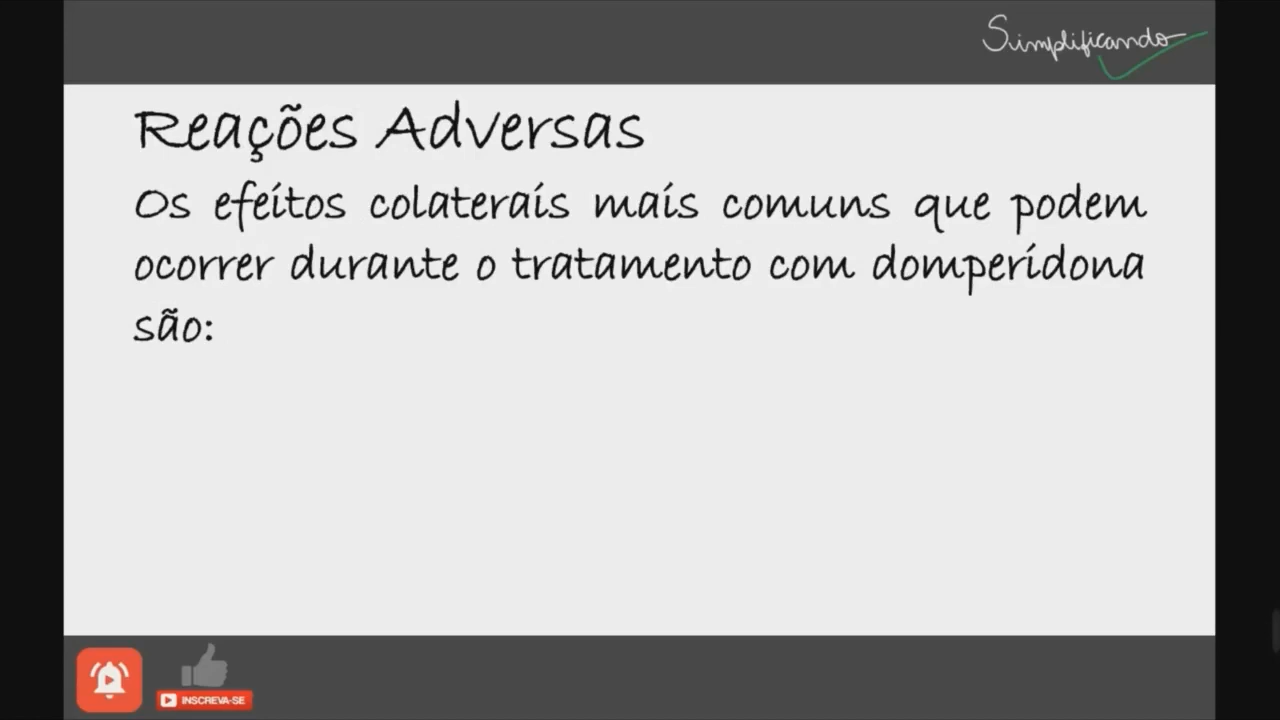 Simplificando
Reações Adversas
Os efeitos colaterais mais comuns que podem
ocorrer durante o tratamento com domperidona
são:
INSCREVA-SE